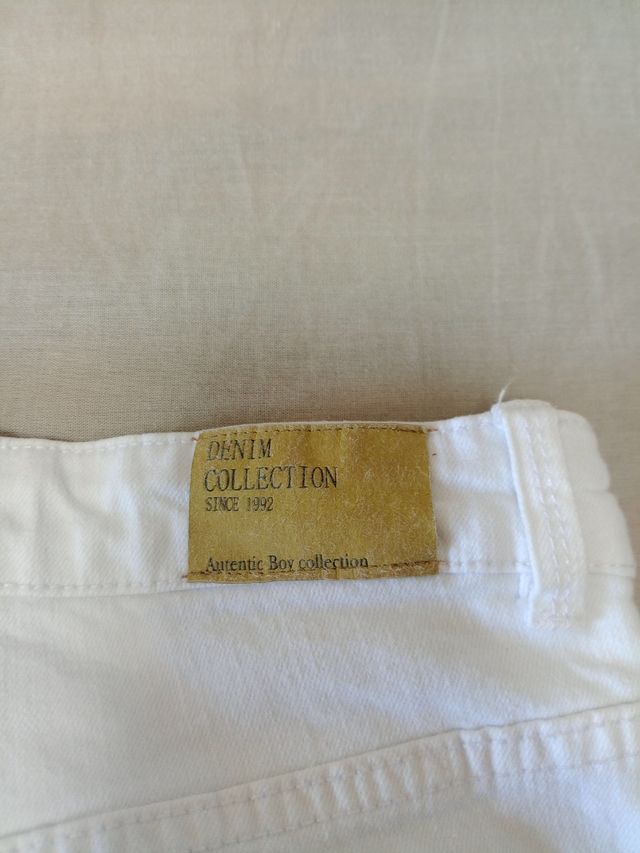 DENIM
COLLECTION
SINCE 1992
Autentic Boy collection